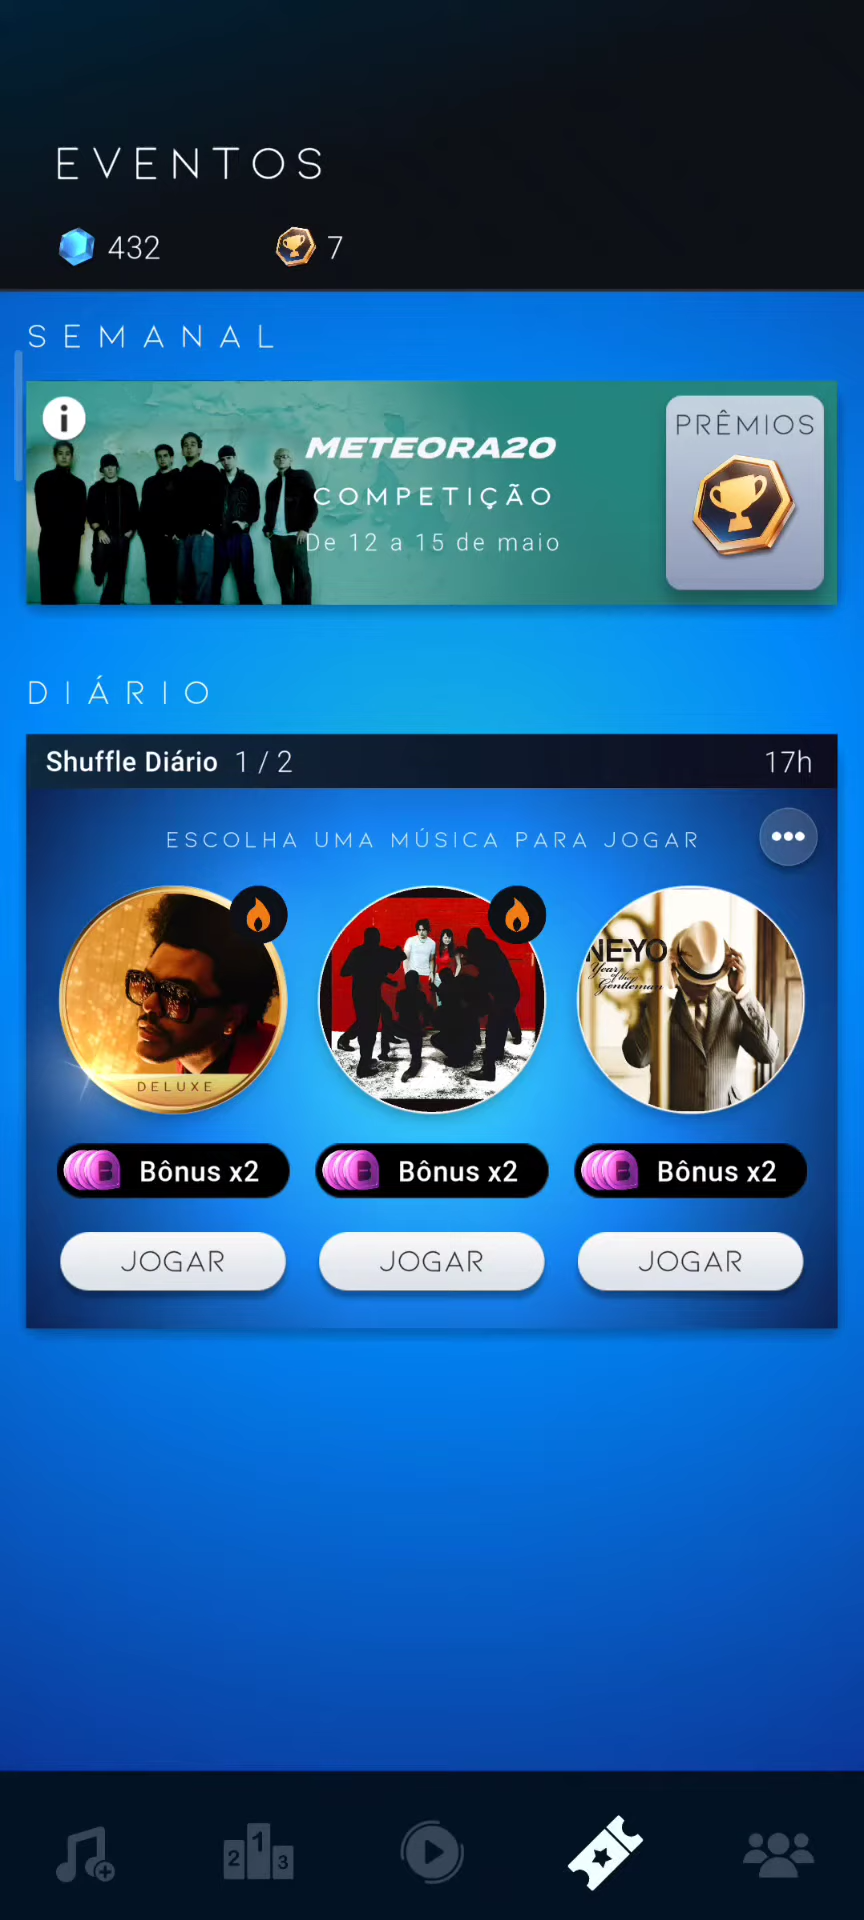 EVENTOS
432
7
SEMANAL
i
METEORA20
COMPETIÇÃO
De 12 a 15 de maio
PRÊMIOS
DIÁRIO
Shuffle Diário 1 / 2
17h
ESCOLHA UMA MÚSICA PARA JOGAR
DELUXE
NE-YO
Year of the
Gentleman
B Bônus x2
B Bônus x2
B Bônus x2
JOGAR
JOGAR
JOGAR
2 1 3